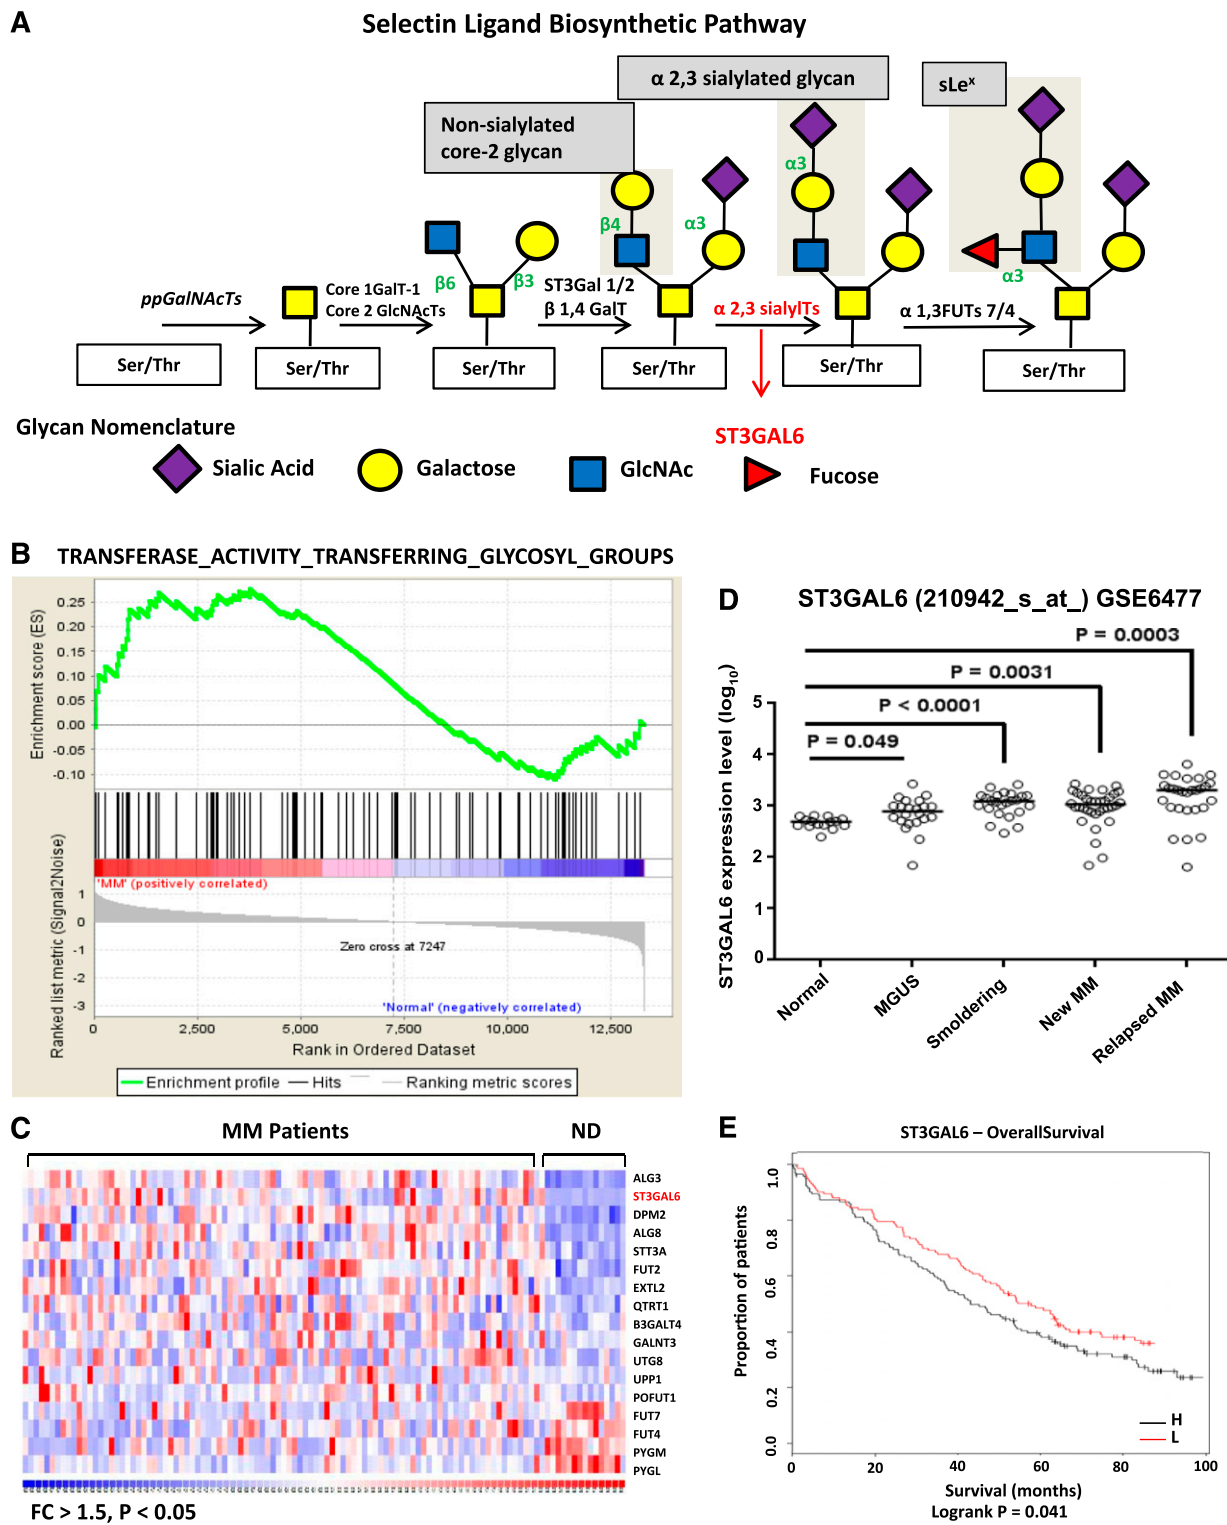 A
Selectin Ligand Biosynthetic Pathway
α 2,3 sialylated glycan
sLeˣ
Non-sialylated
core-2 glycan
α3
β4
α3
β6
β3
α3
ppGalNAcTs
Core 1GalT-1
Core 2 GlcNAcTs
ST3Gal 1/2
β 1,4 GalT
α 2,3 sialylTs
α 1,3FUTs 7/4
Ser/Thr
Ser/Thr
Ser/Thr
Ser/Thr
Ser/Thr
Ser/Thr
ST3GAL6
Glycan Nomenclature
Sialic Acid
Galactose
GlcNAc
Fucose
B
TRANSFERASE_ACTIVITY_TRANSFERRING_GLYCOSYL_GROUPS
Enrichment score (ES)
0.25
0.20
0.15
0.10
0.05
0.00
-0.05
-0.10
'MM' (positively correlated)
Ranked list metric (Signal2Noise)
1
0
-1
-2
-3
Zero cross at 7247
'Normal' (negatively correlated)
0
2,500
5,000
7,500
10,000
12,500
Rank in Ordered Dataset
Enrichment profile
Hits
Ranking metric scores
D
ST3GAL6 (210942_s_at_) GSE6477
P = 0.0003
P = 0.0031
P < 0.0001
P = 0.049
ST3GAL6 expression level (log₁₀)
5
4
3
2
1
0
Normal
MGUS
Smoldering
New MM
Relapsed MM
C
MM Patients
ND
ALG3
ST3GAL6
DPM2
ALG8
STT3A
FUT2
EXTL2
QTRT1
B3GALT4
GALNT3
UTG8
UPP1
POFUT1
FUT7
FUT4
PYGM
PYGL
FC > 1.5, P < 0.05
E
ST3GAL6 – OverallSurvival
Proportion of patients
1.0
0.8
0.6
0.4
0.2
0.0
H
L
0
20
40
60
80
100
Survival (months)
Logrank P = 0.041